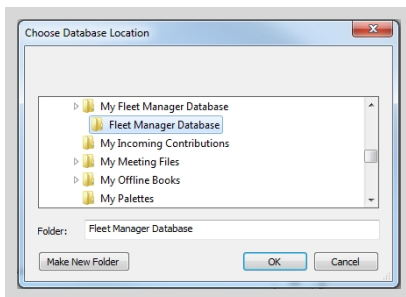 Choose Database Location
My Fleet Manager Database
Fleet Manager Database
My Incoming Contributions
My Meeting Files
My Offline Books
My Palettes
Folder: Fleet Manager Database
Make New Folder OK Cancel